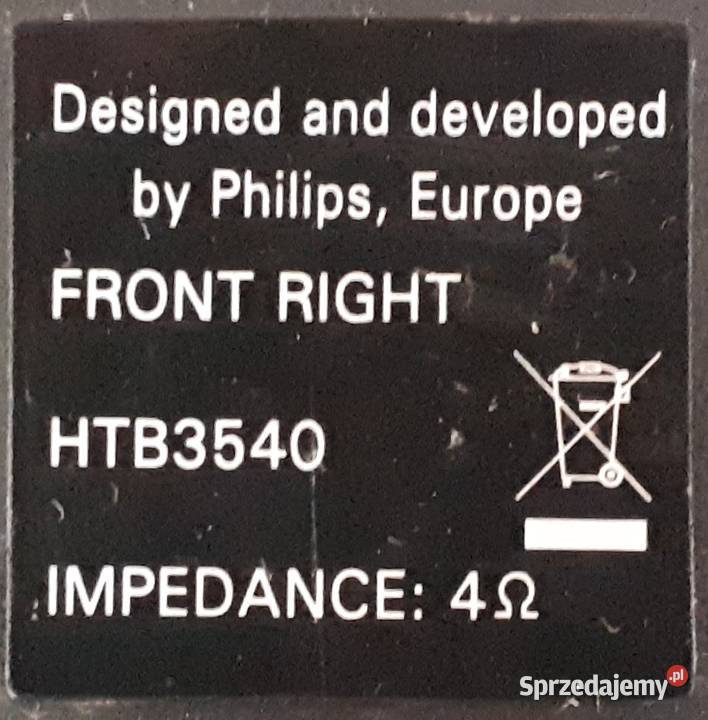 Designed and developed
by Philips, Europe
FRONT RIGHT
HTB3540
IMPEDANCE: 4Ω
Sprzedajemy.pl